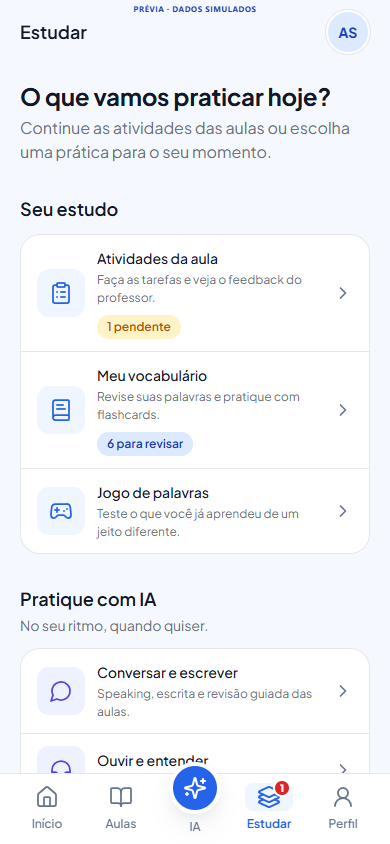 PRÉVIA - DADOS SIMULADOS
Estudar
AS
O que vamos praticar hoje?
Continue as atividades das aulas ou escolha
uma prática para o seu momento.
Seu estudo
Atividades da aula
Faça as tarefas e veja o feedback do
professor.
1 pendente
Meu vocabulário
Revise suas palavras e pratique com
flashcards.
6 para revisar
Jogo de palavras
Teste o que você já aprendeu de um
jeito diferente.
Pratique com IA
No seu ritmo, quando quiser.
Conversar e escrever
Speaking, escrita e revisão guiada das
aulas.
Ouvir e entender
1
Início
Aulas
IA
Estudar
Perfil